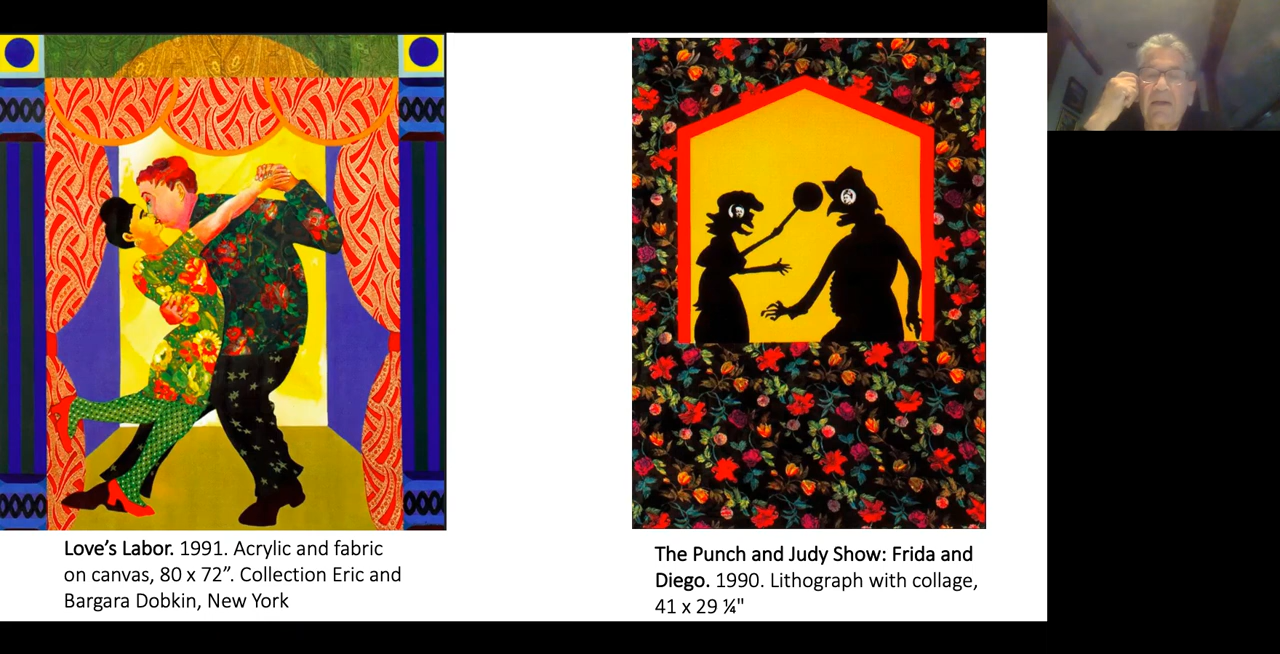 Love’s Labor. 1991. Acrylic and fabric
on canvas, 80 x 72”. Collection Eric and
Bargara Dobkin, New York
The Punch and Judy Show: Frida and
Diego. 1990. Lithograph with collage,
41 x 29 ¼"